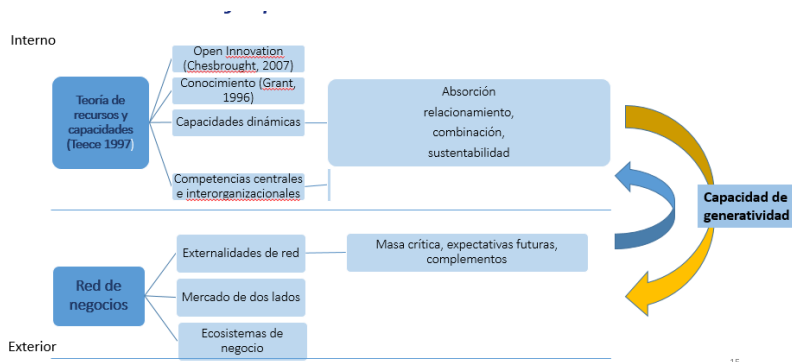 Interno
Open Innovation
(Chesbrought, 2007)
Conocimiento (Grant,
1996)
Capacidades dinámicas
Competencias centrales
e interorganizacionales
Teoría de
recursos y
capacidades
(Teece 1997)
Absorción
relacionamiento,
combinación,
sustentabilidad
Capacidad de
generatividad
Red de
negocios
Externalidades de red
Mercado de dos lados
Ecosistemas de
negocio
Masa crítica, expectativas futuras,
complementos
Exterior